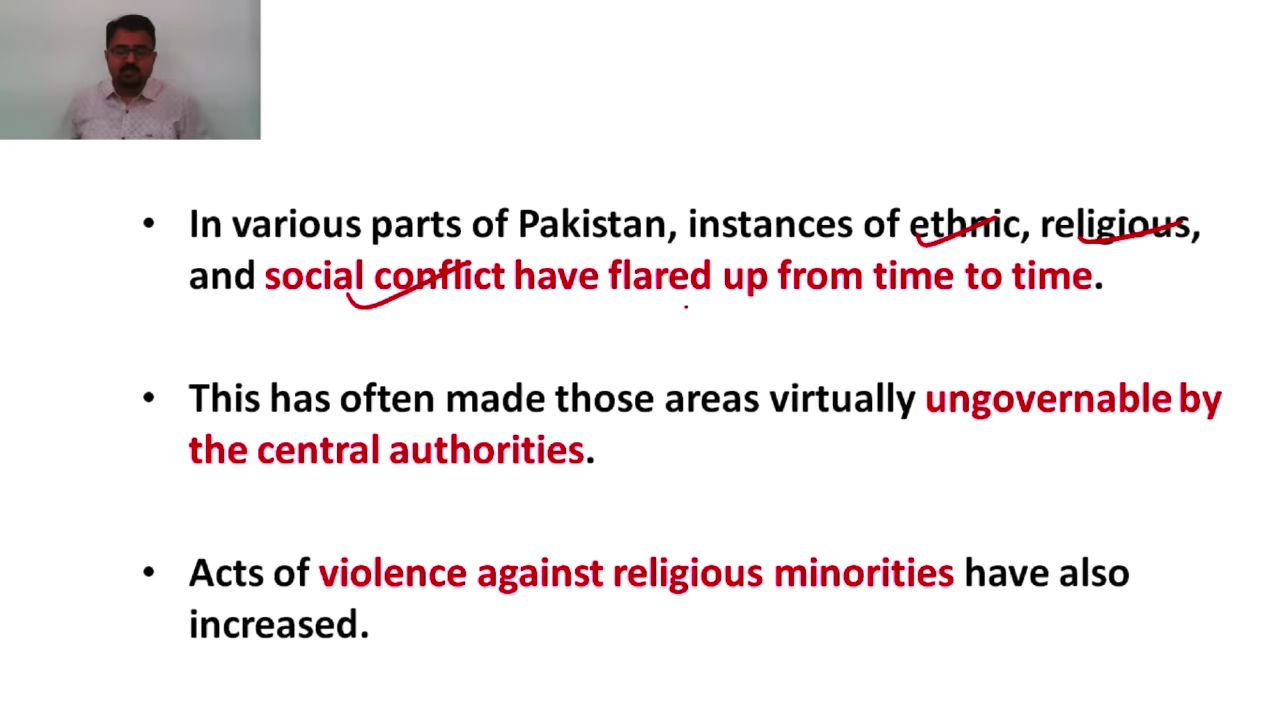 • In various parts of Pakistan, instances of ethnic, religious,
and social conflict have flared up from time to time.
• This has often made those areas virtually ungovernable by
the central authorities.
• Acts of violence against religious minorities have also
increased.